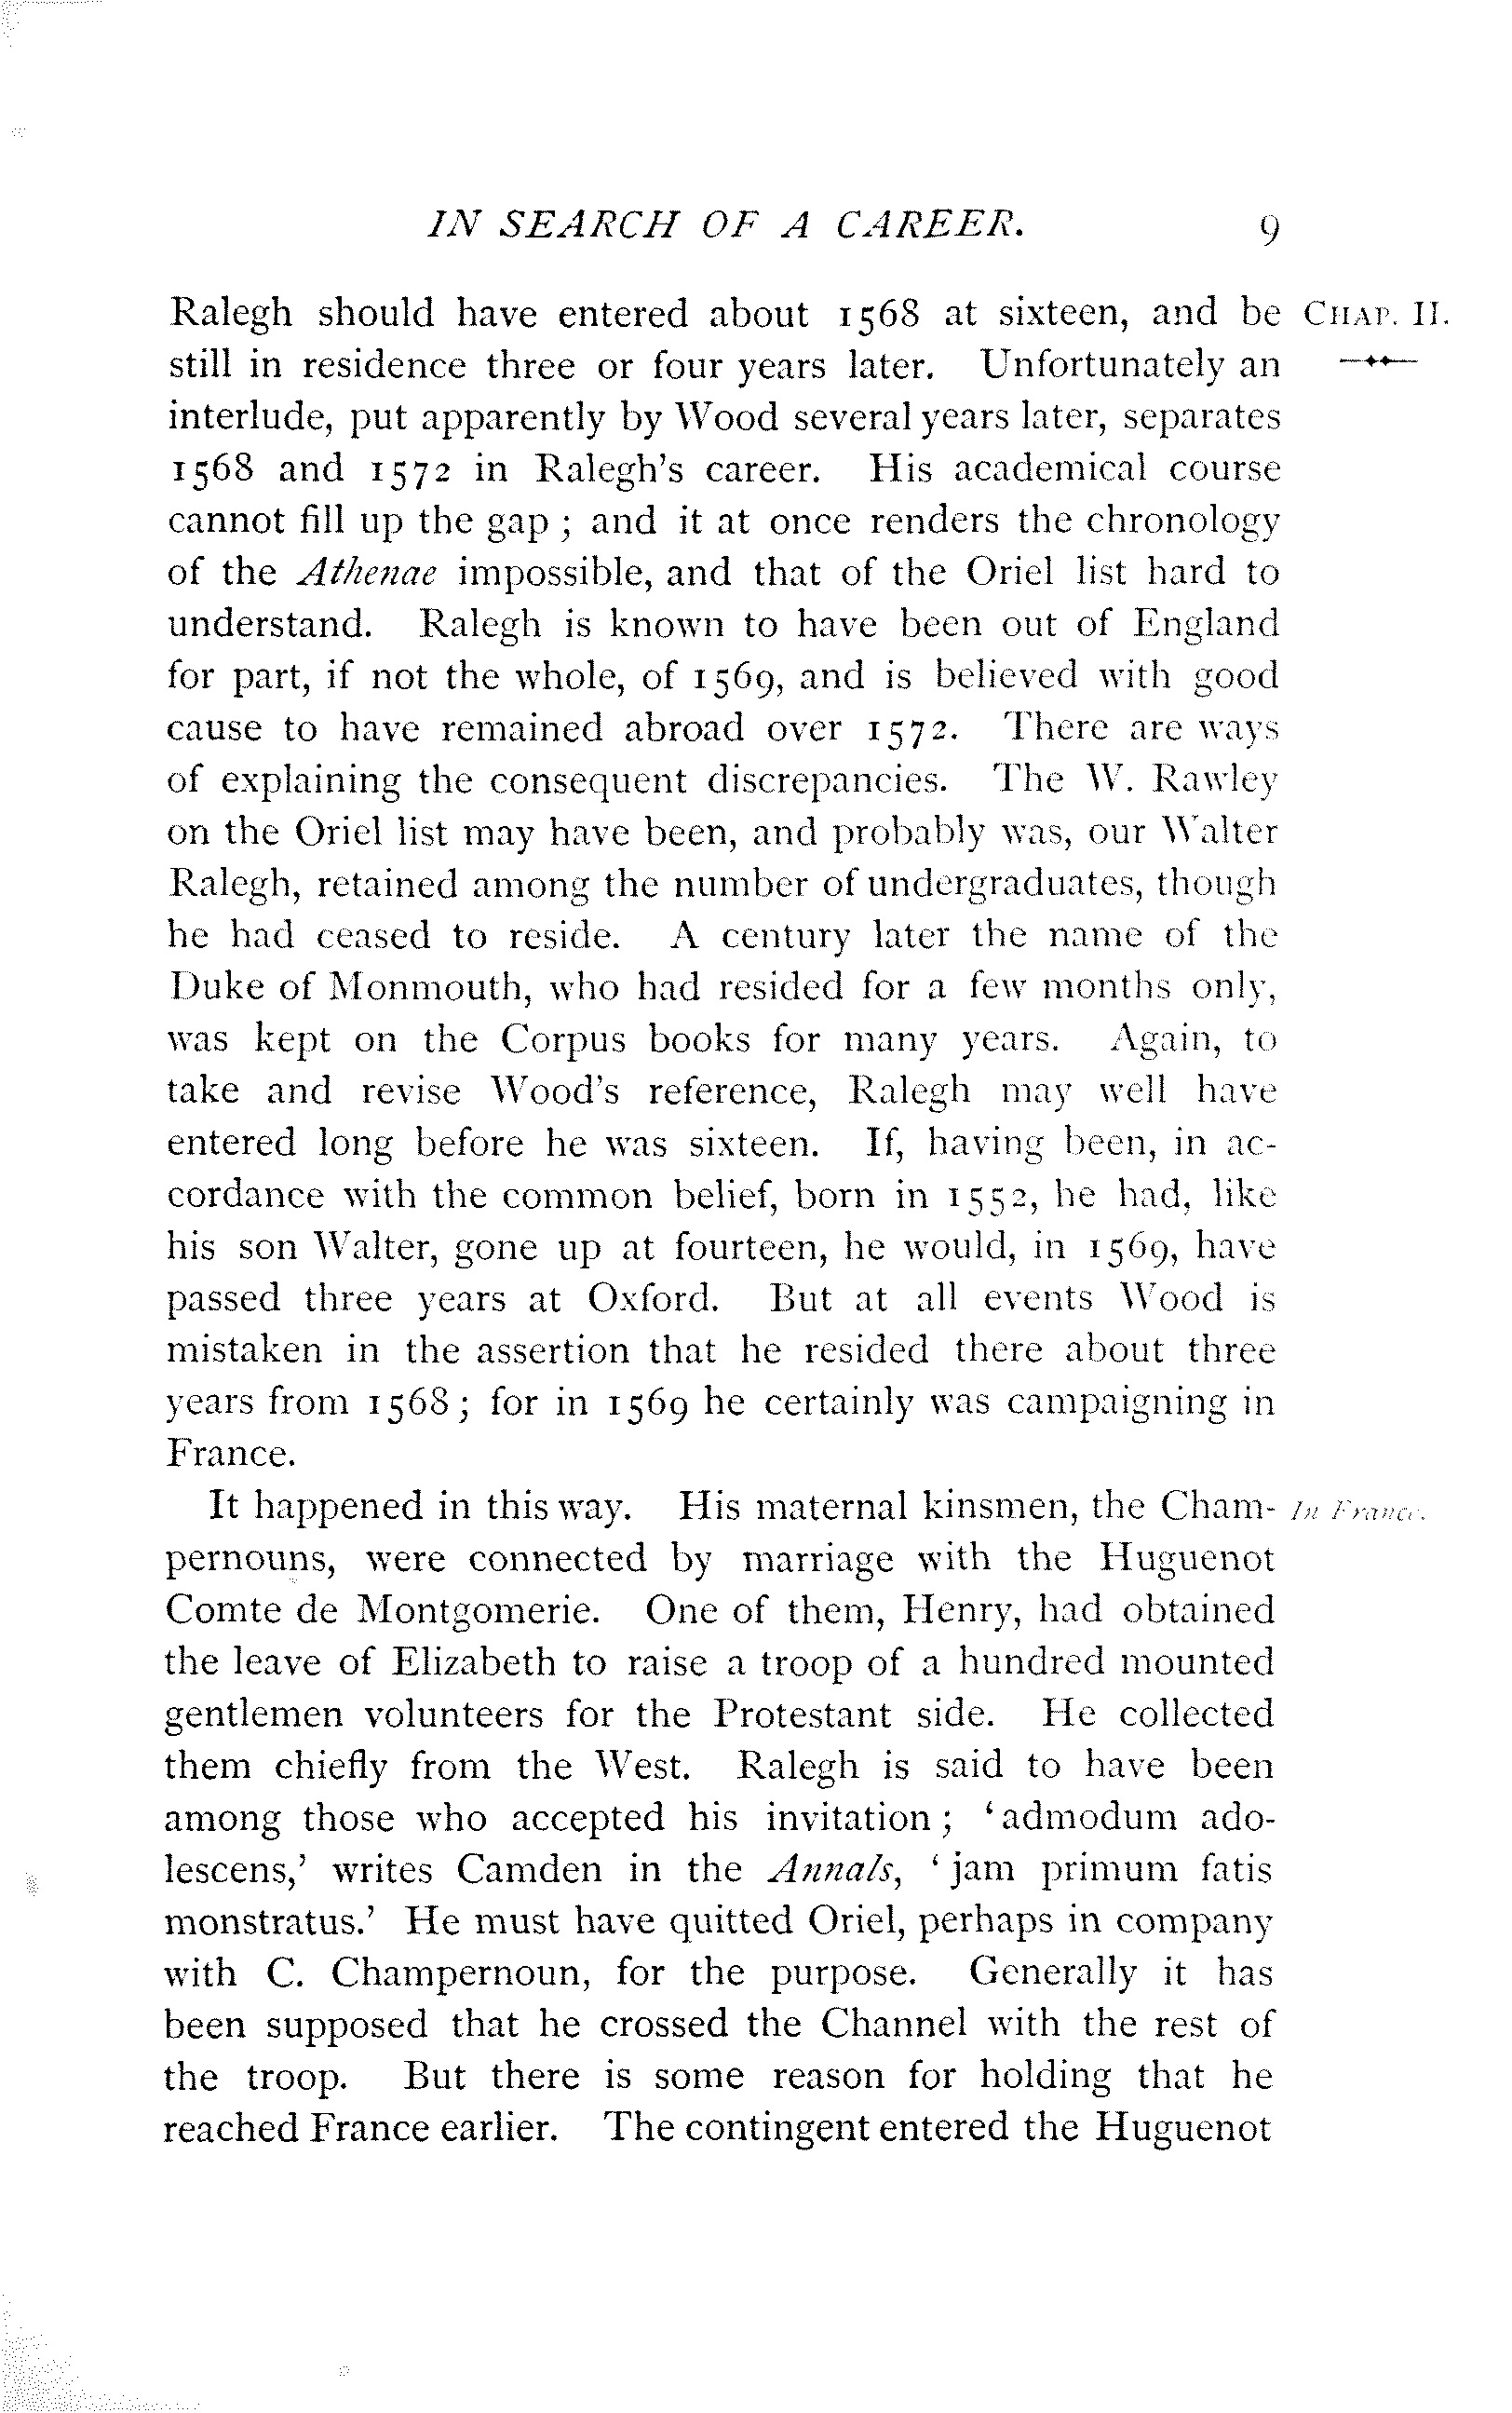 IN SEARCH OF A CAREER. 9
Ralegh should have entered about 1568 at sixteen, and be CHAP. II.
still in residence three or four years later. Unfortunately an
interlude, put apparently by Wood several years later, separates
1568 and 1572 in Ralegh's career. His academical course
cannot fill up the gap ; and it at once renders the chronology
of the Athenae impossible, and that of the Oriel list hard to
understand. Ralegh is known to have been out of England
for part, if not the whole, of 1569, and is believed with good
cause to have remained abroad over 1572. There are ways
of explaining the consequent discrepancies. The W. Rawley
on the Oriel list may have been, and probably was, our Walter
Ralegh, retained among the number of undergraduates, though
he had ceased to reside. A century later the name of the
Duke of Monmouth, who had resided for a few months only,
was kept on the Corpus books for many years. Again, to
take and revise Wood's reference, Ralegh may well have
entered long before he was sixteen. If, having been, in ac-
cordance with the common belief, born in 1552, he had, like
his son Walter, gone up at fourteen, he would, in 1569, have
passed three years at Oxford. But at all events Wood is
mistaken in the assertion that he resided there about three
years from 1568 ; for in 1569 he certainly was campaigning in
France.
It happened in this way. His maternal kinsmen, the Cham- In France.
pernouns, were connected by marriage with the Huguenot
Comte de Montgomerie. One of them, Henry, had obtained
the leave of Elizabeth to raise a troop of a hundred mounted
gentlemen volunteers for the Protestant side. He collected
them chiefly from the West. Ralegh is said to have been
among those who accepted his invitation ; 'admodum ado-
lescens,' writes Camden in the Annals, 'jam primum fatis
monstratus.' He must have quitted Oriel, perhaps in company
with C. Champernoun, for the purpose. Generally it has
been supposed that he crossed the Channel with the rest of
the troop. But there is some reason for holding that he
reached France earlier. The contingent entered the Huguenot